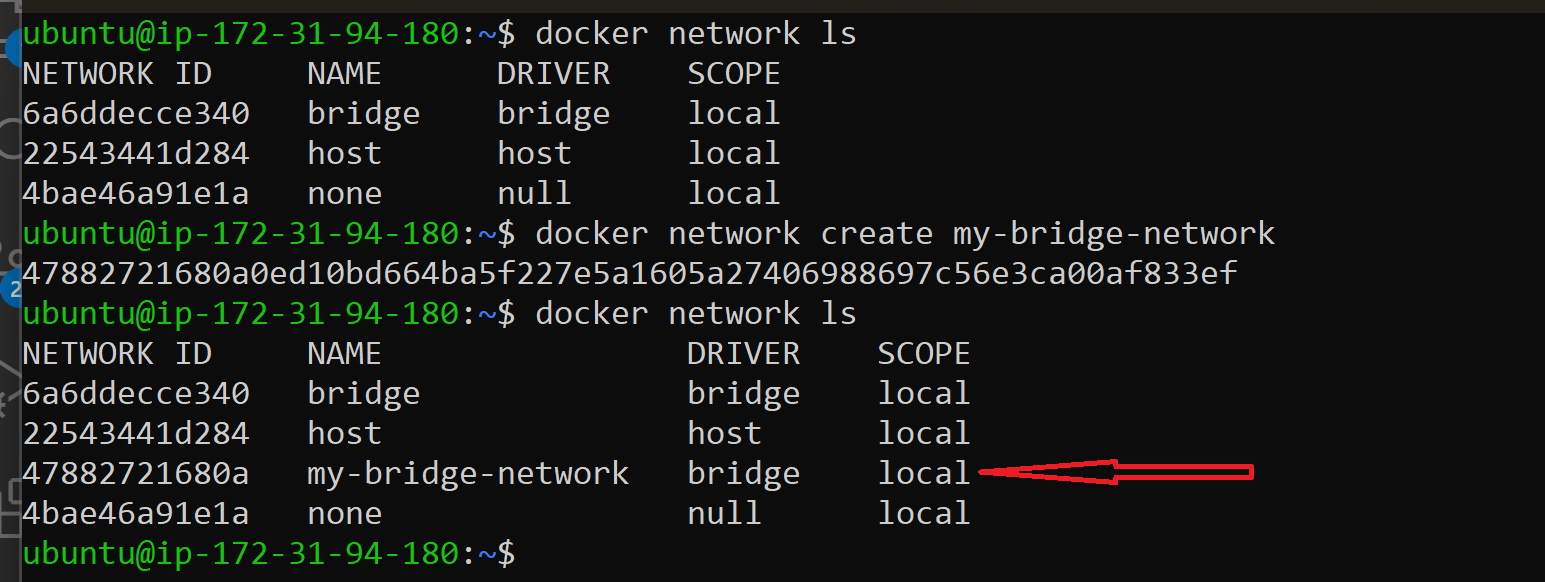 ubuntu@ip-172-31-94-180:~$ docker network ls
NETWORK ID     NAME      DRIVER    SCOPE
6a6ddecce340   bridge    bridge    local
22543441d284   host      host      local
4bae46a91e1a   none      null      local
ubuntu@ip-172-31-94-180:~$ docker network create my-bridge-network
47882721680a0ed10bd664ba5f227e5a1605a27406988697c56e3ca00af833ef
ubuntu@ip-172-31-94-180:~$ docker network ls
NETWORK ID     NAME                DRIVER    SCOPE
6a6ddecce340   bridge              bridge    local
22543441d284   host                host      local
47882721680a   my-bridge-network   bridge    local
4bae46a91e1a   none                null      local
ubuntu@ip-172-31-94-180:~$
2